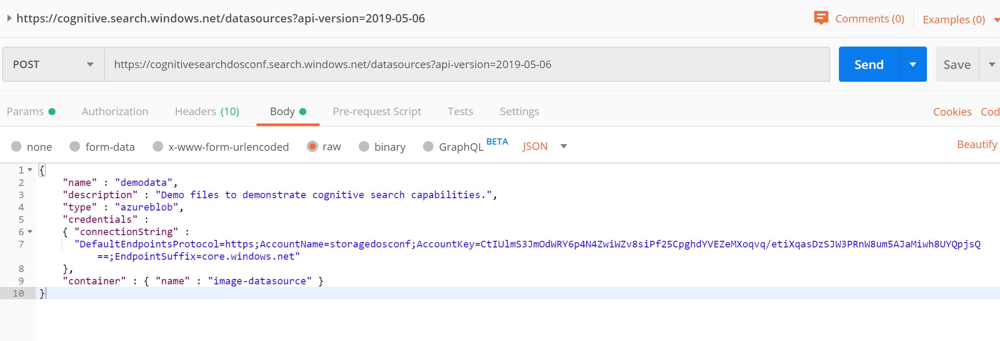 https://cognitive.search.windows.net/datasources?api-version=2019-05-06
Comments (0)
Examples (0)
POST
https://cognitivesearchdosconf.search.windows.net/datasources?api-version=2019-05-06
Send
Save
Params
Authorization
Headers (10)
Body
Pre-request Script
Tests
Settings
Cookies
Cod
none
form-data
x-www-form-urlencoded
raw
binary
GraphQL BETA
JSON
Beautify
1 {
2 "name" : "demodata",
3 "description" : "Demo files to demonstrate cognitive search capabilities.",
4 "type" : "azureblob",
5 "credentials" :
6 { "connectionString" :
7 "DefaultEndpointsProtocol=https;AccountName=storagedosconf;AccountKey=CtIUlmS3JmOdWRY6p4N4ZwiWZv8siPf25CpghdYVEZeMXoqvq/etiXqasDzSJW3PRnW8um5AJaMiwh8UYQpjsQ
==;EndpointSuffix=core.windows.net"
8 },
9 "container" : { "name" : "image-datasource" }
10 }